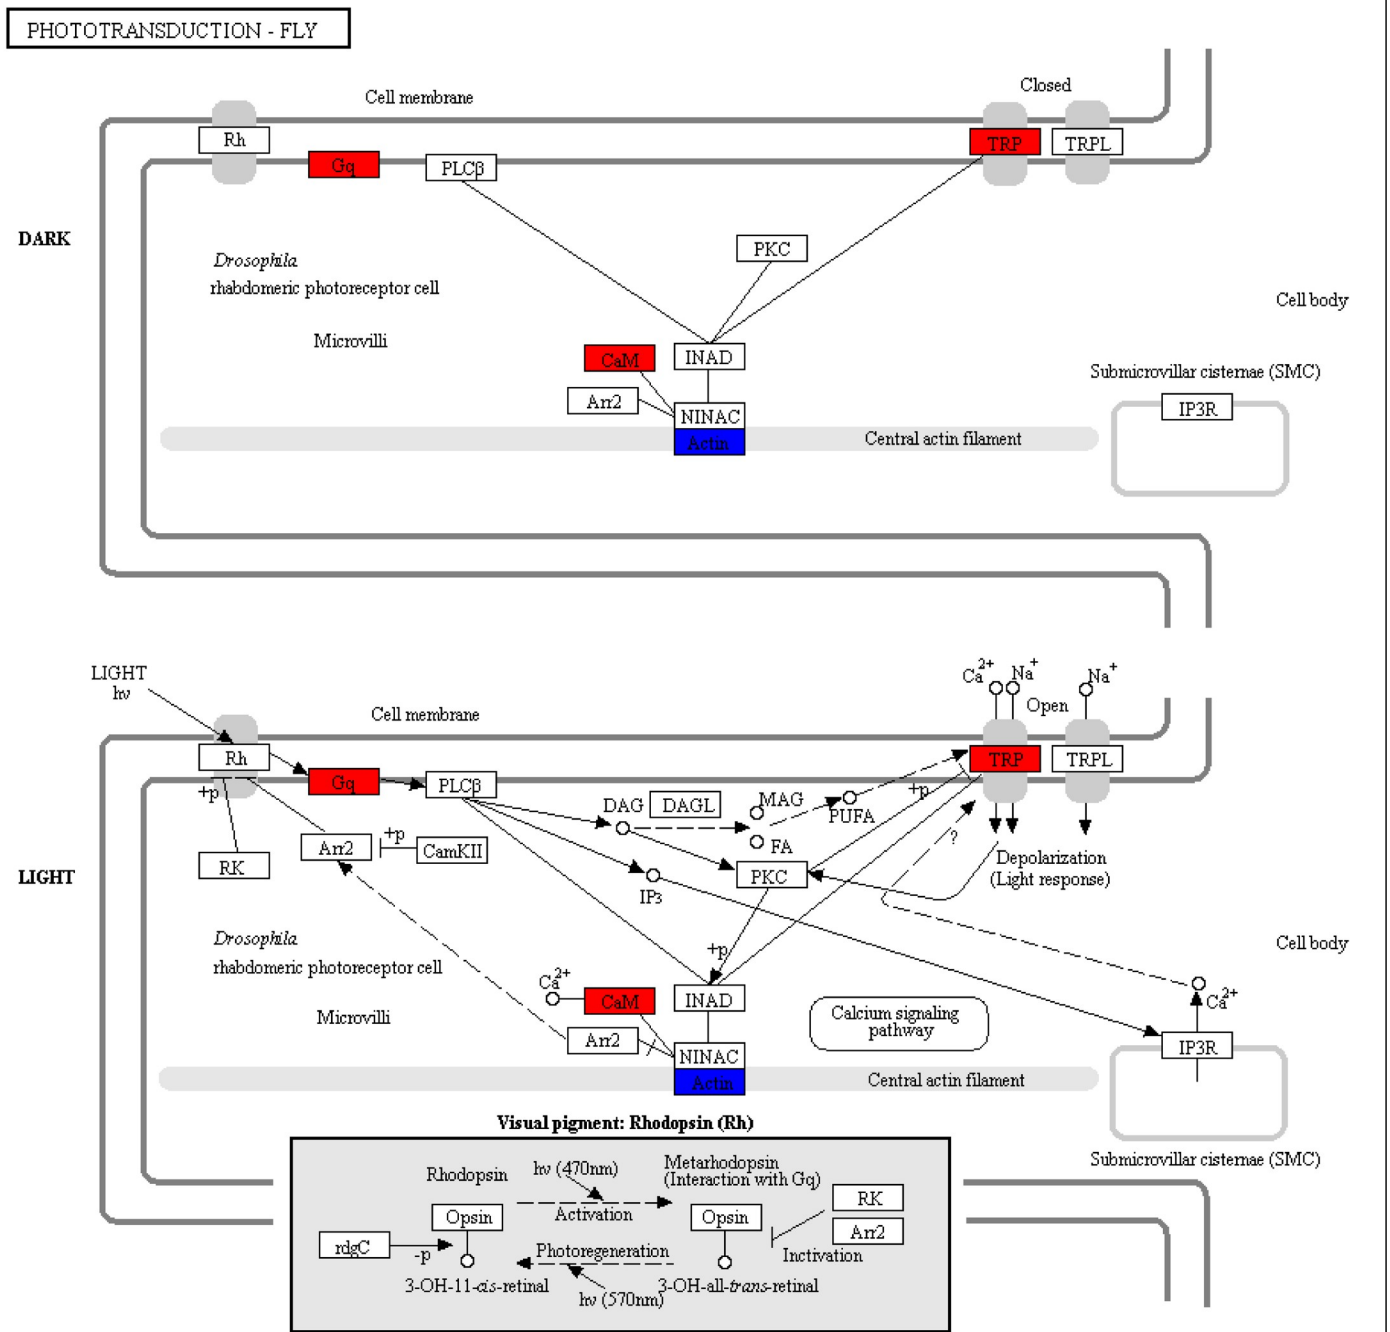 PHOTOTRANSDUCTION - FLY
Cell membrane
Closed
Rh
Gq
PLCβ
TRP
TRPL
DARK
PKC
Drosophila
rhabdomeric photoreceptor cell
Cell body
Microvilli
CaM
INAD
Submicrovillar cisternae (SMC)
Arr2
NINAC
IP3R
Actin
Central actin filament
LIGHT
hν
Ca2+
Na+
Na+
Open
Cell membrane
Rh
Gq
PLCβ
TRP
TRPL
+p
+p
DAG
DAGL
MAG
PUFA
FA
+p
Arr2
CamKII
?
Depolarization
(Light response)
RK
LIGHT
IP3
PKC
Drosophila
rhabdomeric photoreceptor cell
+p
Cell body
Ca2+
CaM
INAD
Ca2+
Microvilli
Calcium signaling
pathway
Arr2
NINAC
IP3R
Actin
Central actin filament
Visual pigment: Rhodopsin (Rh)
Submicrovillar cisternae (SMC)
Rhodopsin
hν (470nm)
Metarhodopsin
(Interaction with Gq)
RK
Opsin
Activation
Opsin
Arr2
rdgC
-p
Photoregeneration
Inctivation
3-OH-11-cis-retinal
hν (570nm)
3-OH-all-trans-retinal